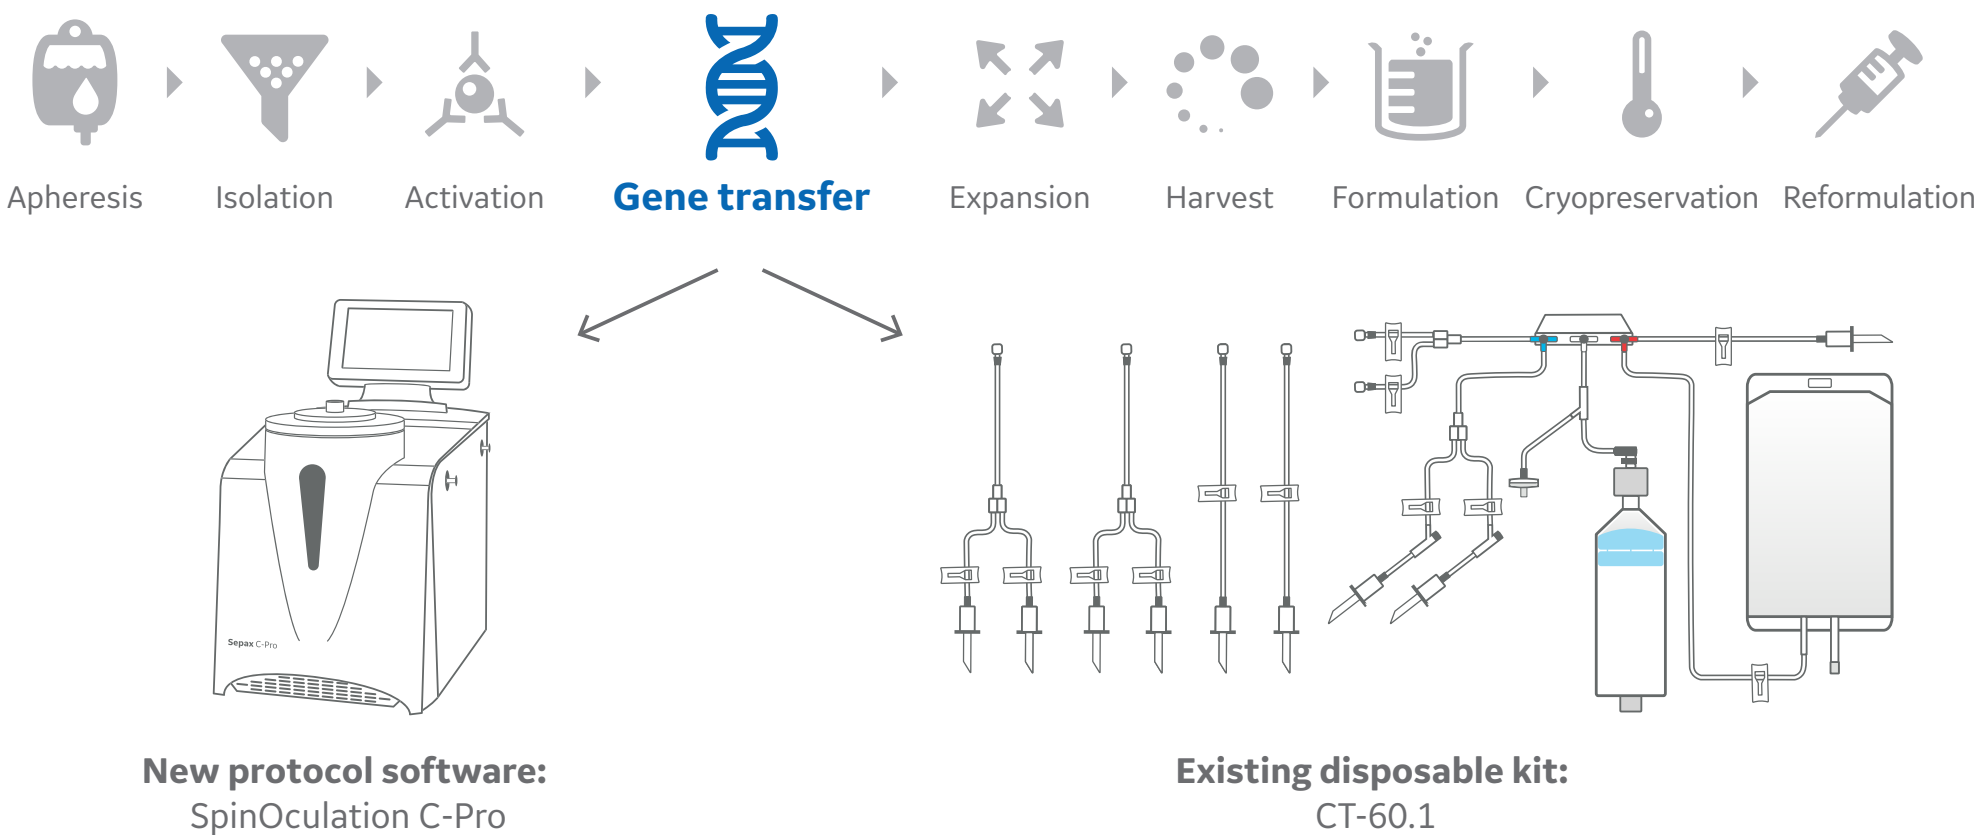 Apheresis
Isolation
Activation
Gene transfer
Expansion
Harvest
Formulation
Cryopreservation
Reformulation
Sepax C-Pro
New protocol software:
SpinOculation C-Pro
Existing disposable kit:
CT-60.1